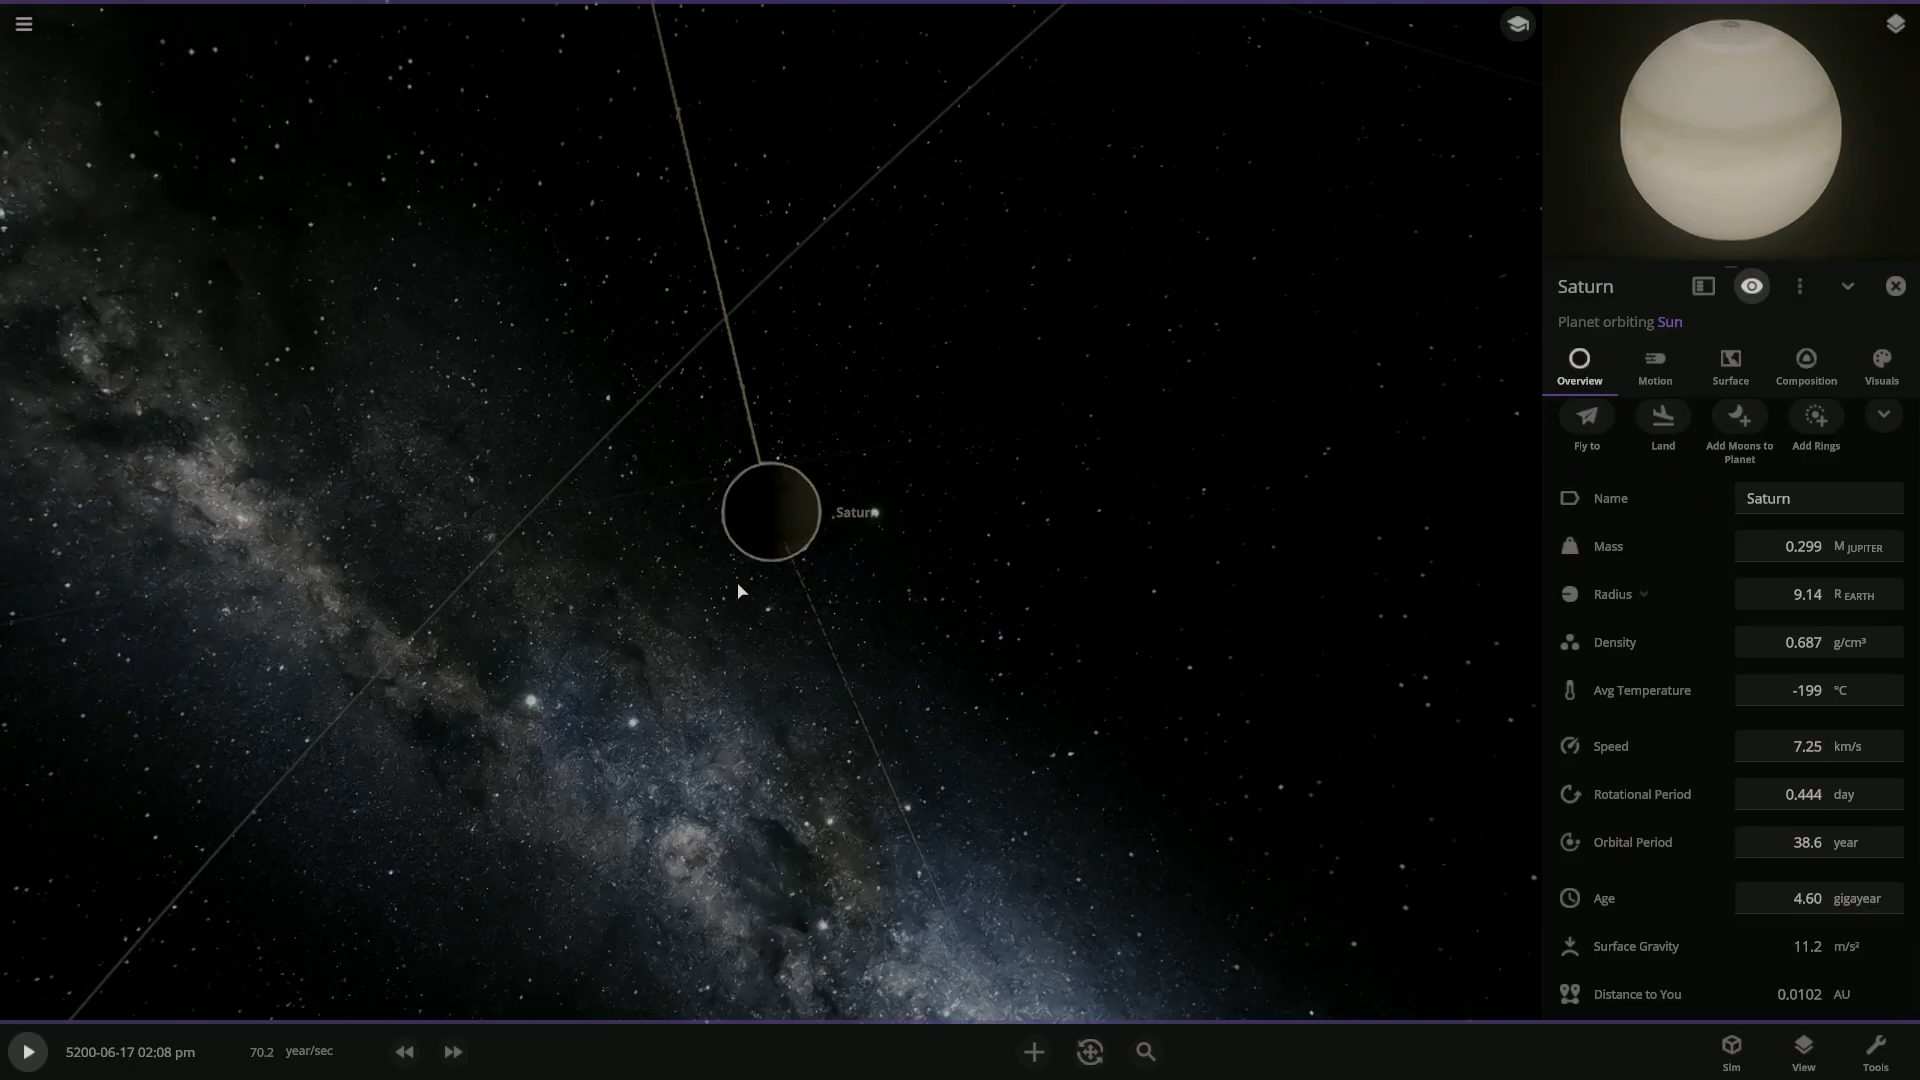 Saturn
Saturn
Planet orbiting Sun
Overview
Motion
Surface
Composition
Visuals
Fly to
Land
Add Moons to
Planet
Add Rings
Name Saturn
Mass 0.299 M JUPITER
Radius 9.14 R EARTH
Density 0.687 g/cm³
Avg Temperature -199 °C
Speed 7.25 km/s
Rotational Period 0.444 day
Orbital Period 38.6 year
Age 4.60 gigayear
Surface Gravity 11.2 m/s²
Distance to You 0.0102 AU
5200-06-17 02:08 pm 70.2 year/sec
Sim
View
Tools